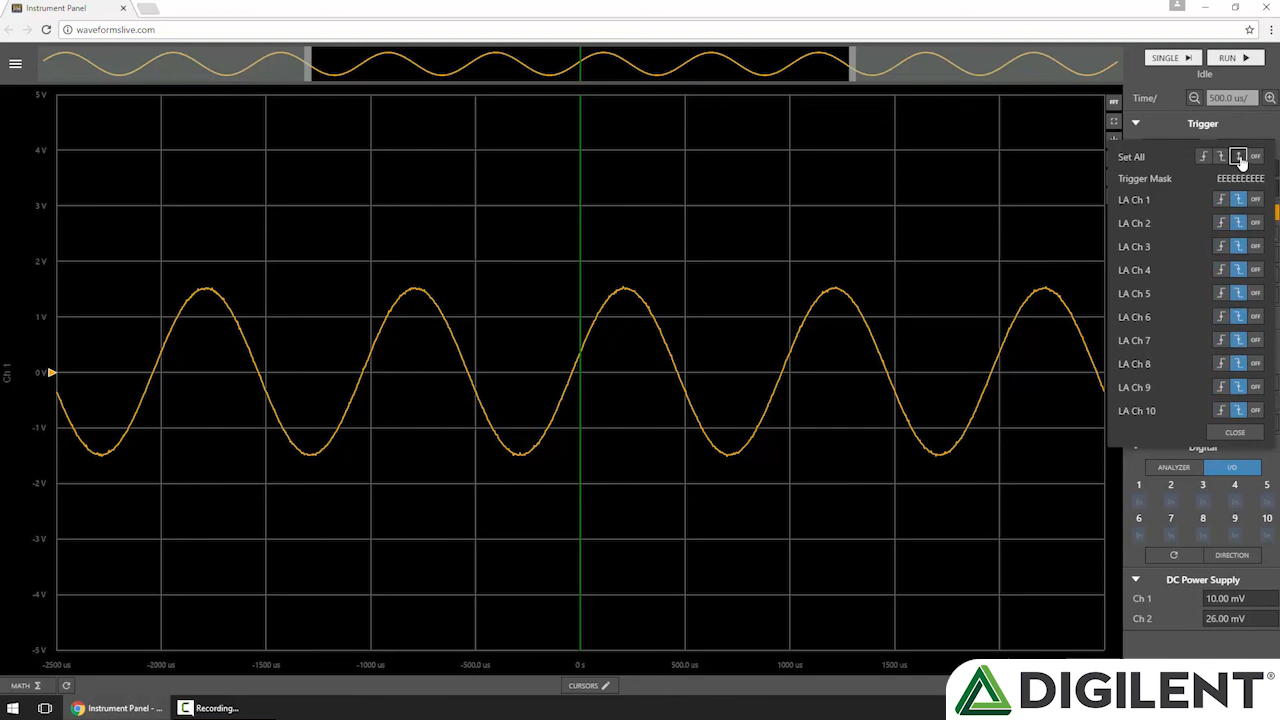 Instrument Panel
waveformslive.com
SINGLE
RUN
Idle
Time/
500.0 us/
FFT
Trigger
5 V
4 V
3 V
2 V
1 V
0 V
-1 V
-2 V
-3 V
-4 V
-5 V
Ch 1
Set All
OFF
Trigger Mask
EEEEEEEEEE
LA Ch 1
OFF
LA Ch 2
OFF
LA Ch 3
OFF
LA Ch 4
OFF
LA Ch 5
OFF
LA Ch 6
OFF
LA Ch 7
OFF
LA Ch 8
OFF
LA Ch 9
OFF
LA Ch 10
OFF
CLOSE
Digital
ANALYZER
I/O
1 2 3 4 5
6 7 8 9 10
DIRECTION
DC Power Supply
Ch 1 10.00 mV
Ch 2 26.00 mV
-2500 us
-2000 us
-1500 us
-500.0 us
0 s
500.0 us
1000 us
1500 us
MATH Σ
CURSORS
DIGILENT®
Instrument Panel - ...
Recording...